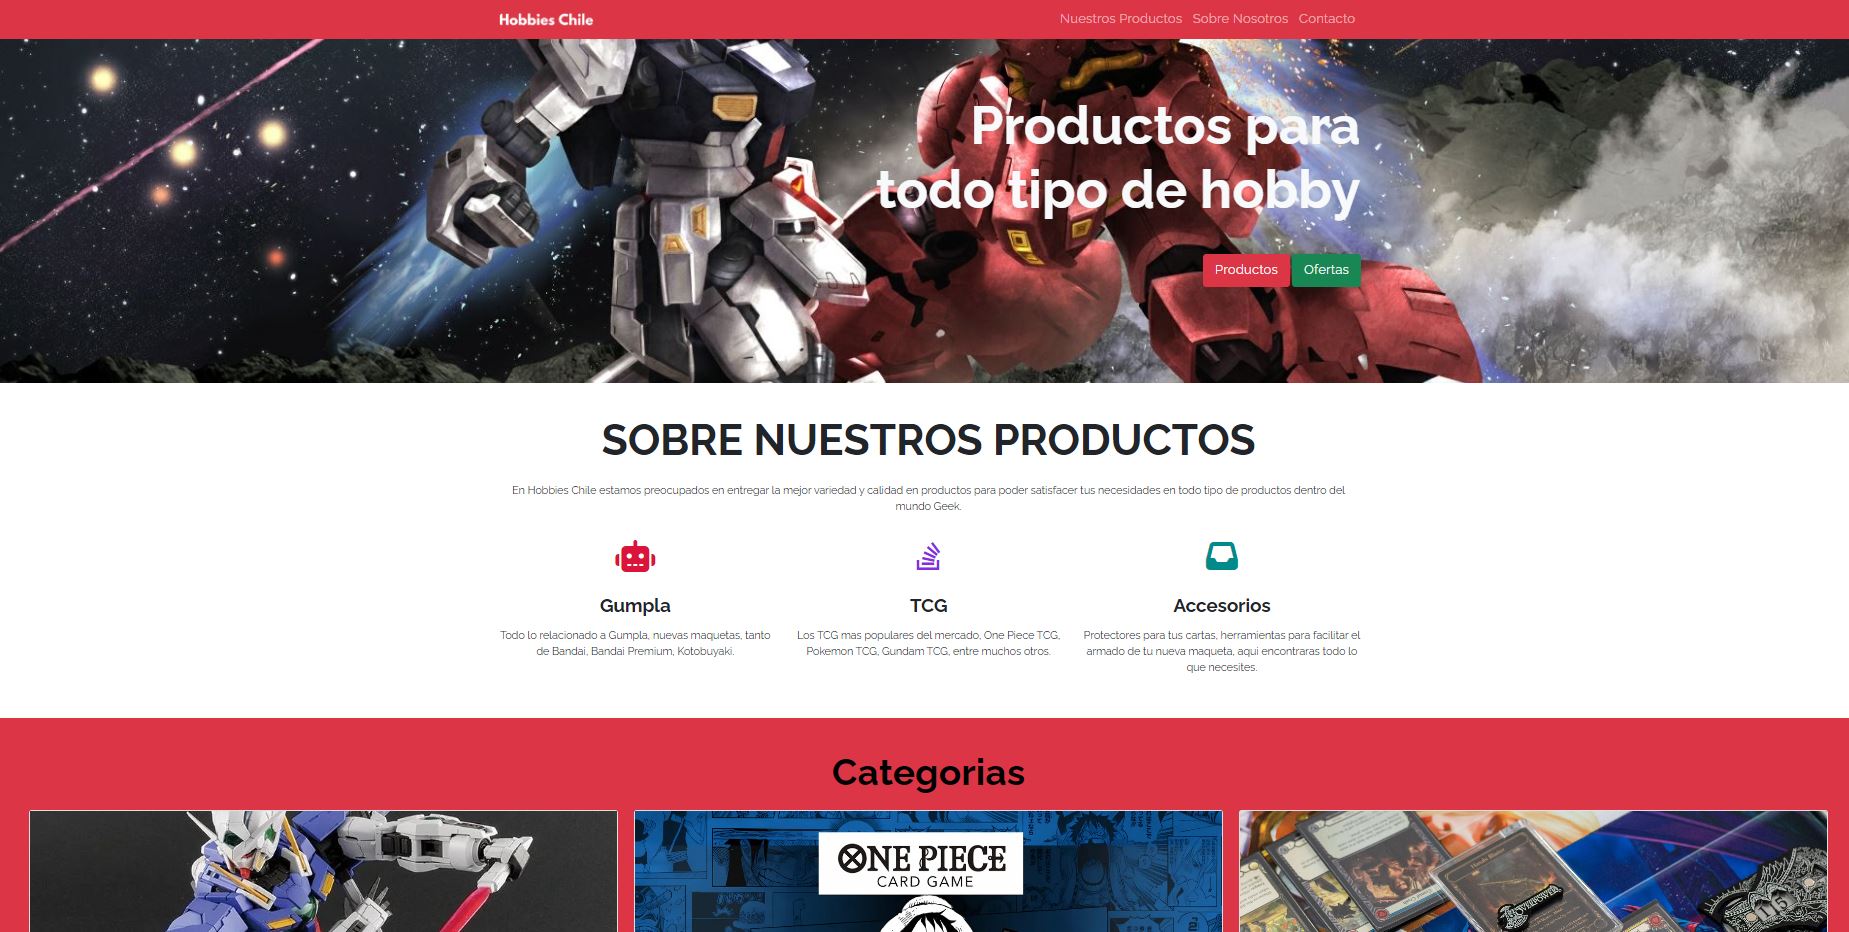 Hobbies Chile
Nuestros Productos Sobre Nosotros Contacto
Productos para
todo tipo de hobby
Productos Ofertas
SOBRE NUESTROS PRODUCTOS
En Hobbies Chile estamos preocupados en entregar la mejor variedad y calidad en productos para poder satisfacer tus necesidades en todo tipo de productos dentro del
mundo Geek.
Gumpla
Todo lo relacionado a Gumpla, nuevas maquetas, tanto
de Bandai, Bandai Premium, Kotobuyaki.
TCG
Los TCG mas populares del mercado, One Piece TCG,
Pokemon TCG, Gundam TCG, entre muchos otros.
Accesorios
Protectores para tus cartas, herramientas para facilitar el
armado de tu nueva maqueta, aqui encontraras todo lo
que necesites.
Categorias
ONE PIECE
CARD GAME